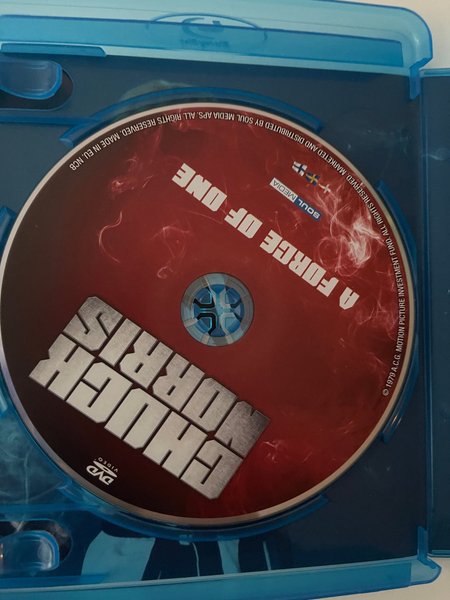 CHUCK
NORRIS
A FORCE OF ONE
SOUL MEDIA
DVD
VIDEO
© 1979 A.C.G. MOTION PICTURE INVESTMENT FUND. ALL RIGHTS RESERVED. MARKETED AND DISTRIBUTED BY SOUL MEDIA APS. ALL RIGHTS RESERVED. MADE IN EU. NCB